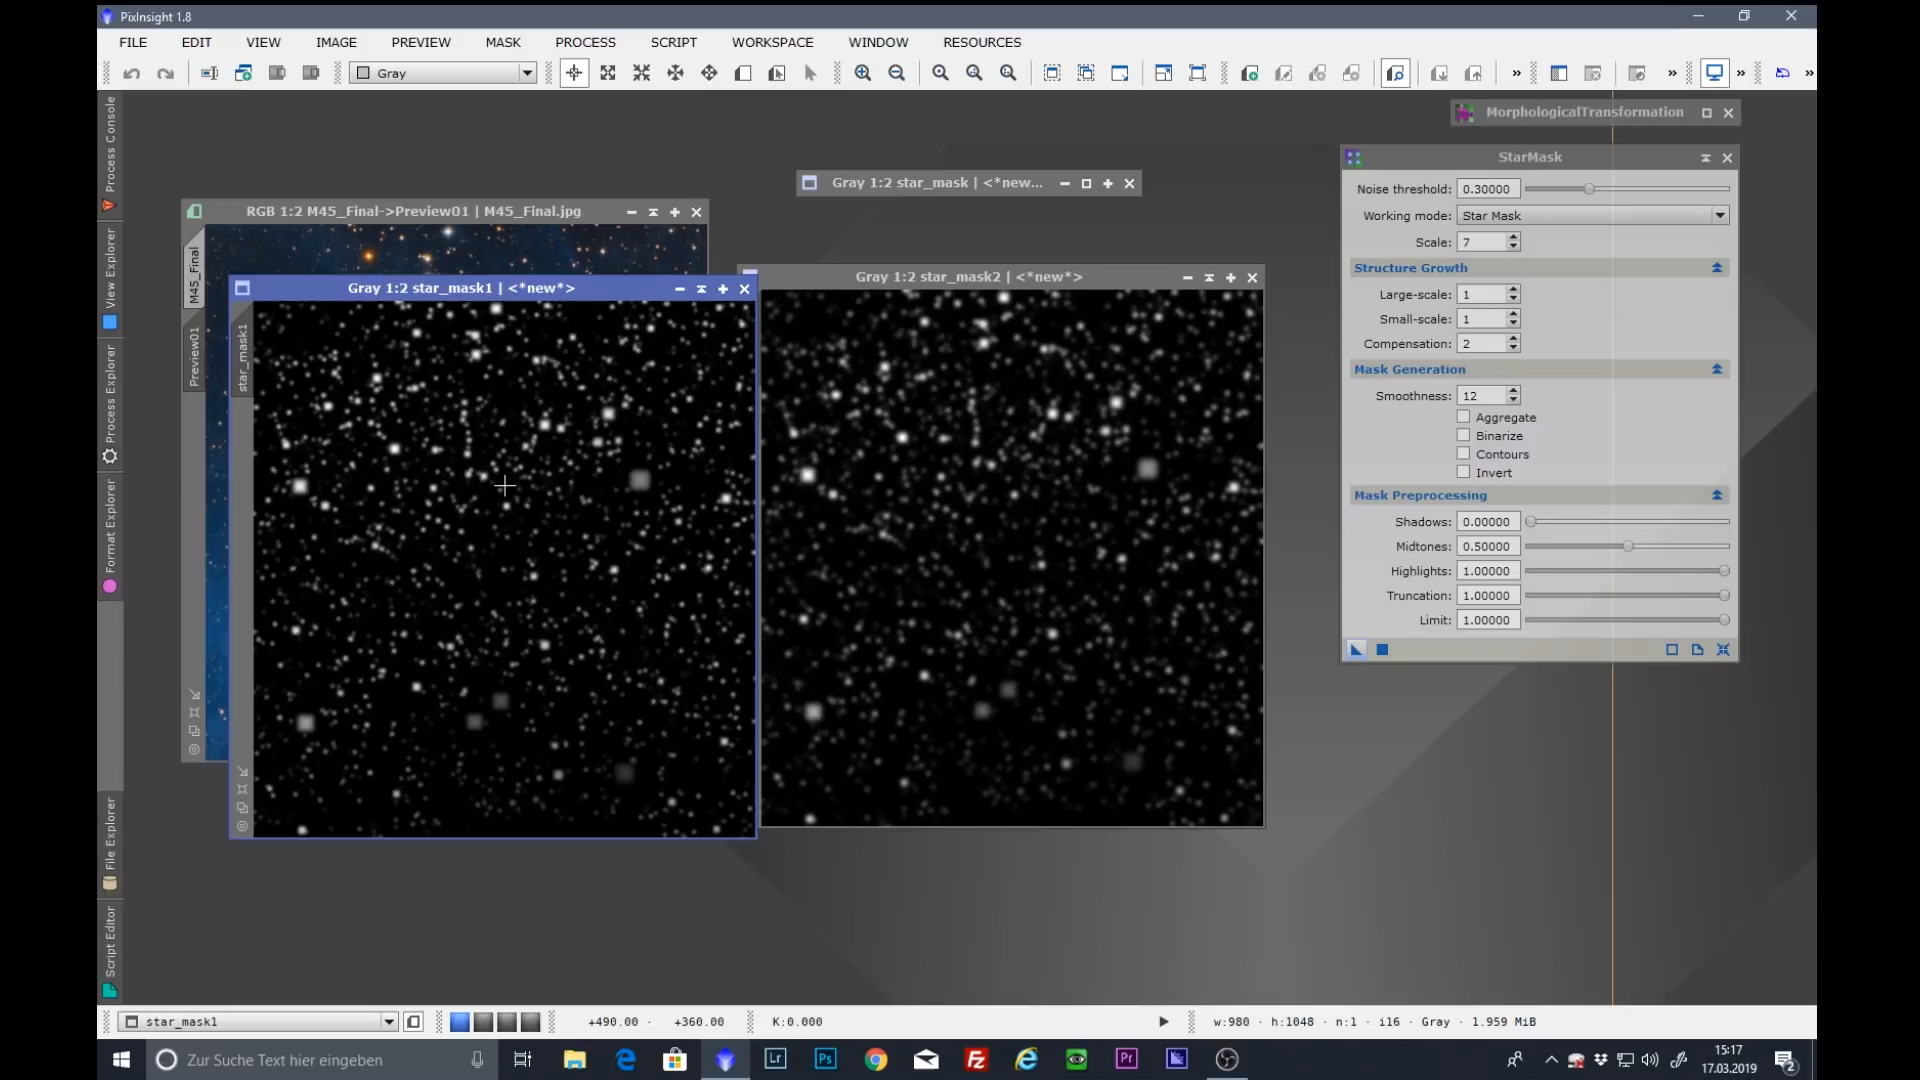 PixInsight 1.8
FILE EDIT VIEW IMAGE PREVIEW MASK PROCESS SCRIPT WORKSPACE WINDOW RESOURCES
Gray
Process Console
View Explorer
Process Explorer
Format Explorer
File Explorer
Script Editor
MorphologicalTransformation
Gray 1:2 star_mask | <*new...
RGB 1:2 M45_Final->Preview01 | M45_Final.jpg
M45_Final
Preview01
Gray 1:2 star_mask1 | <*new*>
star_mask1
Gray 1:2 star_mask2 | <*new*>
StarMask
Noise threshold: 0.30000
Working mode: Star Mask
Scale: 7
Structure Growth
Large-scale: 1
Small-scale: 1
Compensation: 2
Mask Generation
Smoothness: 12
Aggregate
Binarize
Contours
Invert
Mask Preprocessing
Shadows: 0.00000
Midtones: 0.50000
Highlights: 1.00000
Truncation: 1.00000
Limit: 1.00000
star_mask1
+490.00 · +360.00 K:0.000
w:980 · h:1048 · n:1 · i16 · Gray · 1.959 MiB
Zur Suche Text hier eingeben
Lr Ps Fz Pr
15:17
17.03.2019
2